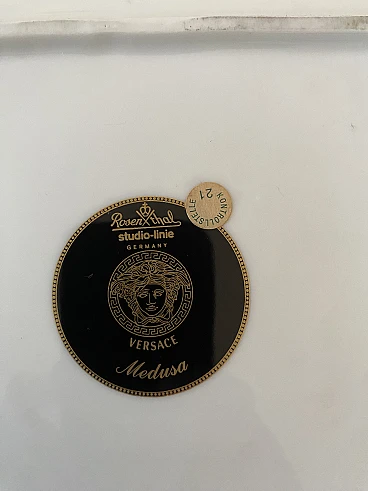 Rosenthal
studio-linie
GERMANY
VERSACE
Medusa
KONTROLLSTELLE
21